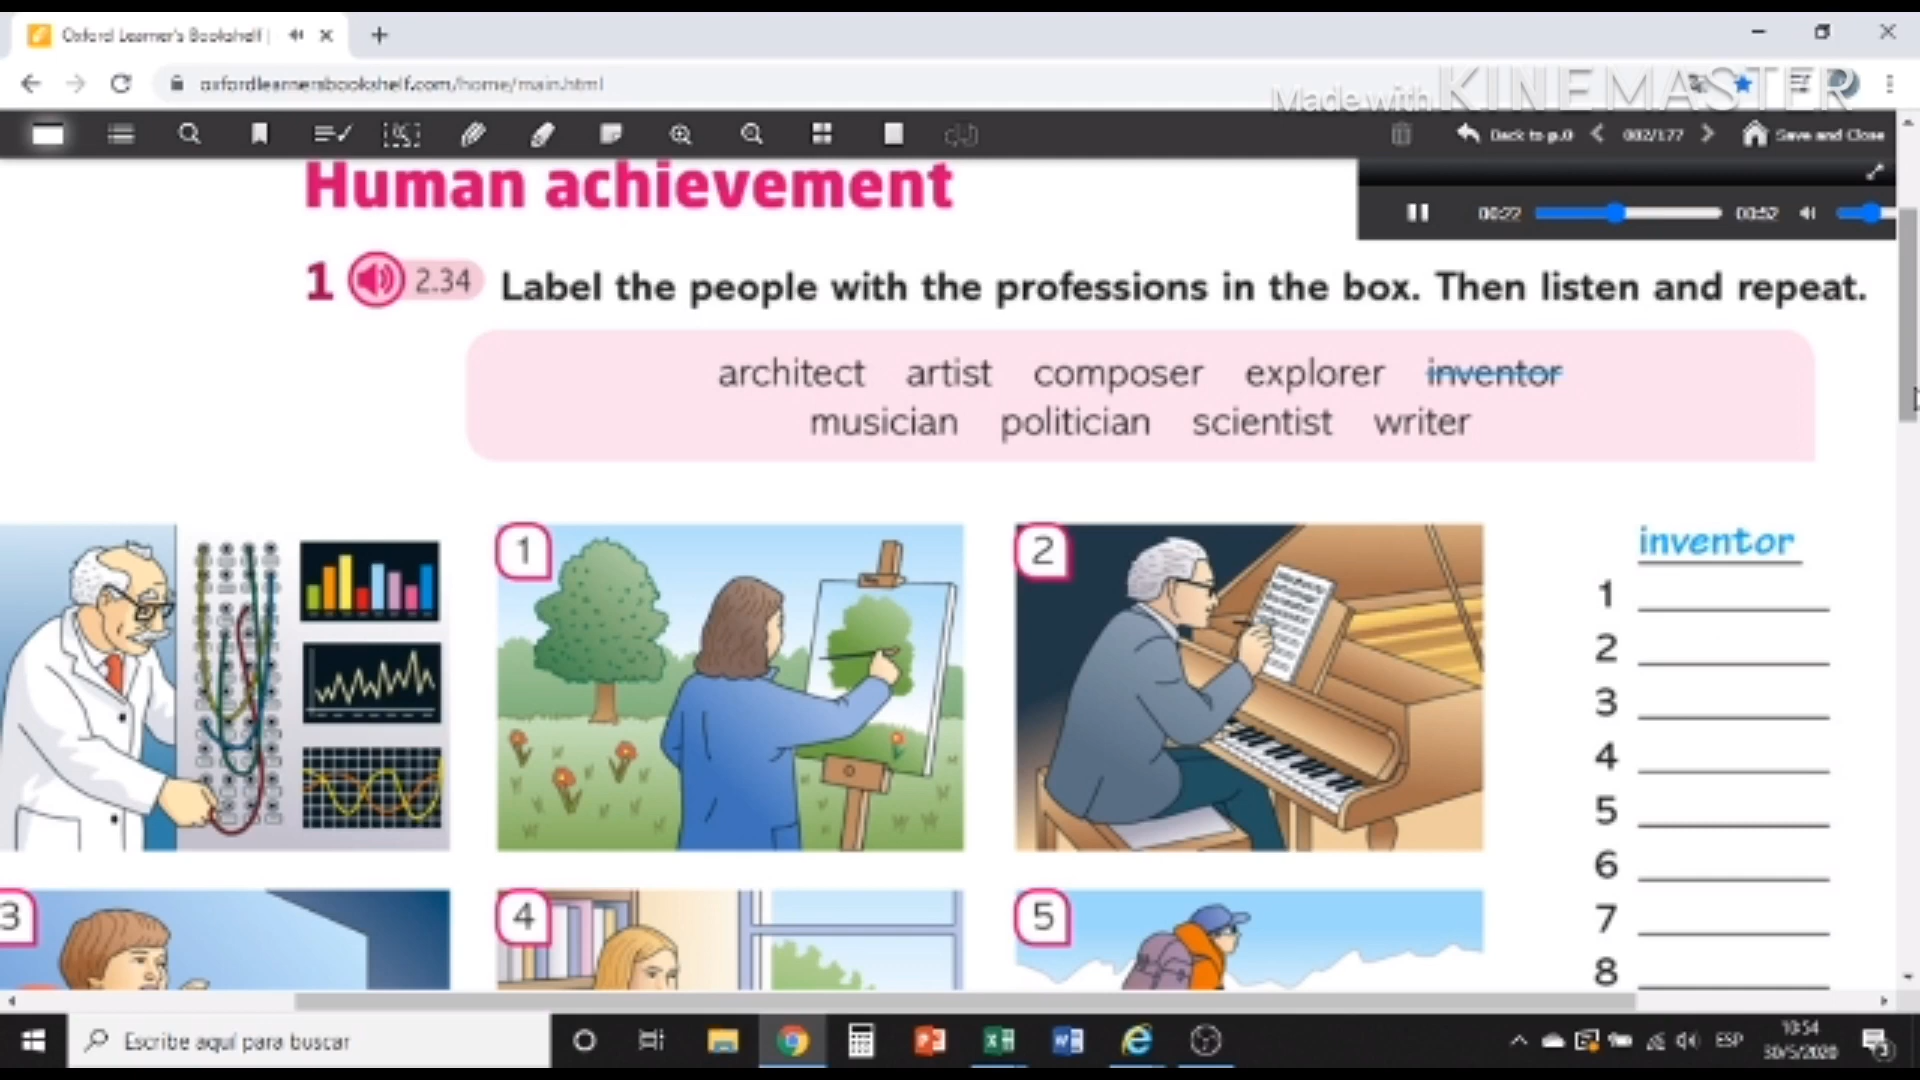 Oxford Learner's Bookshelf |
oxfordlearnersbookshelf.com/home/main.html
Made with KINEMASTER
Back to p.0
002/177
Save and Close
Human achievement
00:22
00:52
1 2.34 Label the people with the professions in the box. Then listen and repeat.
architect artist composer explorer inventor
musician politician scientist writer
1
2
inventor
1
2
3
4
5
6
7
8
3
4
5
Escribe aquí para buscar
ESP
10:54
30/5/2020
3